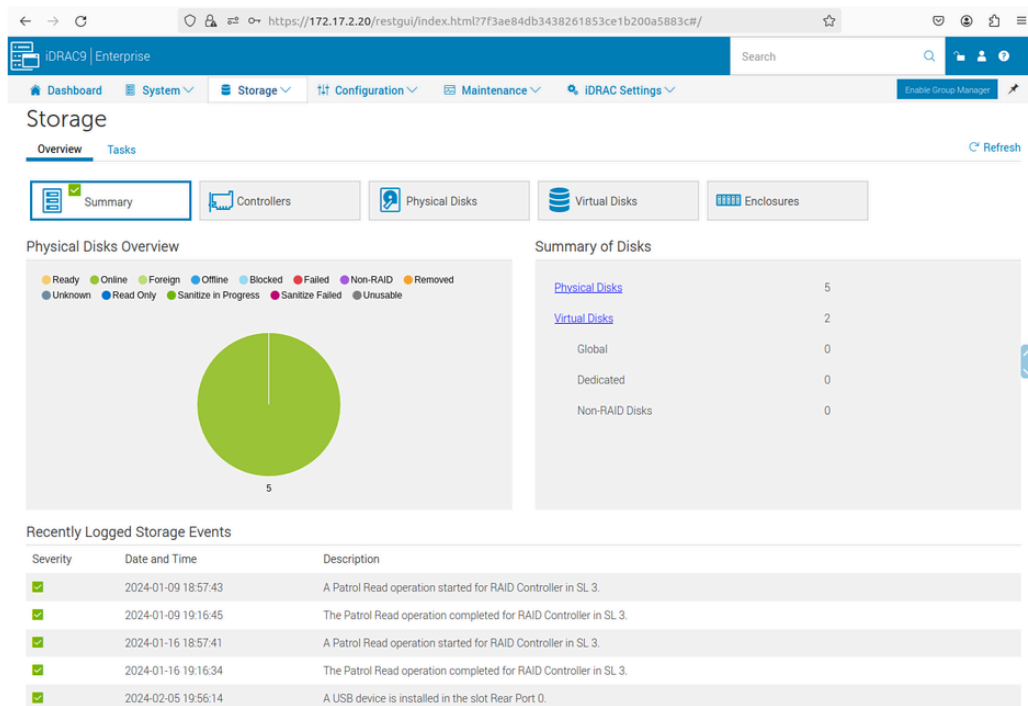 https://172.17.2.20/restgui/index.html?7f3ae84db3438261853ce1b200a5883c#/
iDRAC9 | Enterprise
Search
Dashboard System Storage Configuration Maintenance iDRAC Settings Enable Group Manager
Storage
Overview Tasks Refresh
Summary Controllers Physical Disks Virtual Disks Enclosures
Physical Disks Overview
Ready Online Foreign Offline Blocked Failed Non-RAID Removed
Unknown Read Only Sanitize in Progress Sanitize Failed Unusable
5
Summary of Disks
Physical Disks 5
Virtual Disks 2
Global 0
Dedicated 0
Non-RAID Disks 0
Recently Logged Storage Events
Severity Date and Time Description
2024-01-09 18:57:43 A Patrol Read operation started for RAID Controller in SL 3.
2024-01-09 19:16:45 The Patrol Read operation completed for RAID Controller in SL 3.
2024-01-16 18:57:41 A Patrol Read operation started for RAID Controller in SL 3.
2024-01-16 19:16:34 The Patrol Read operation completed for RAID Controller in SL 3.
2024-02-05 19:56:14 A USB device is installed in the slot Rear Port 0.